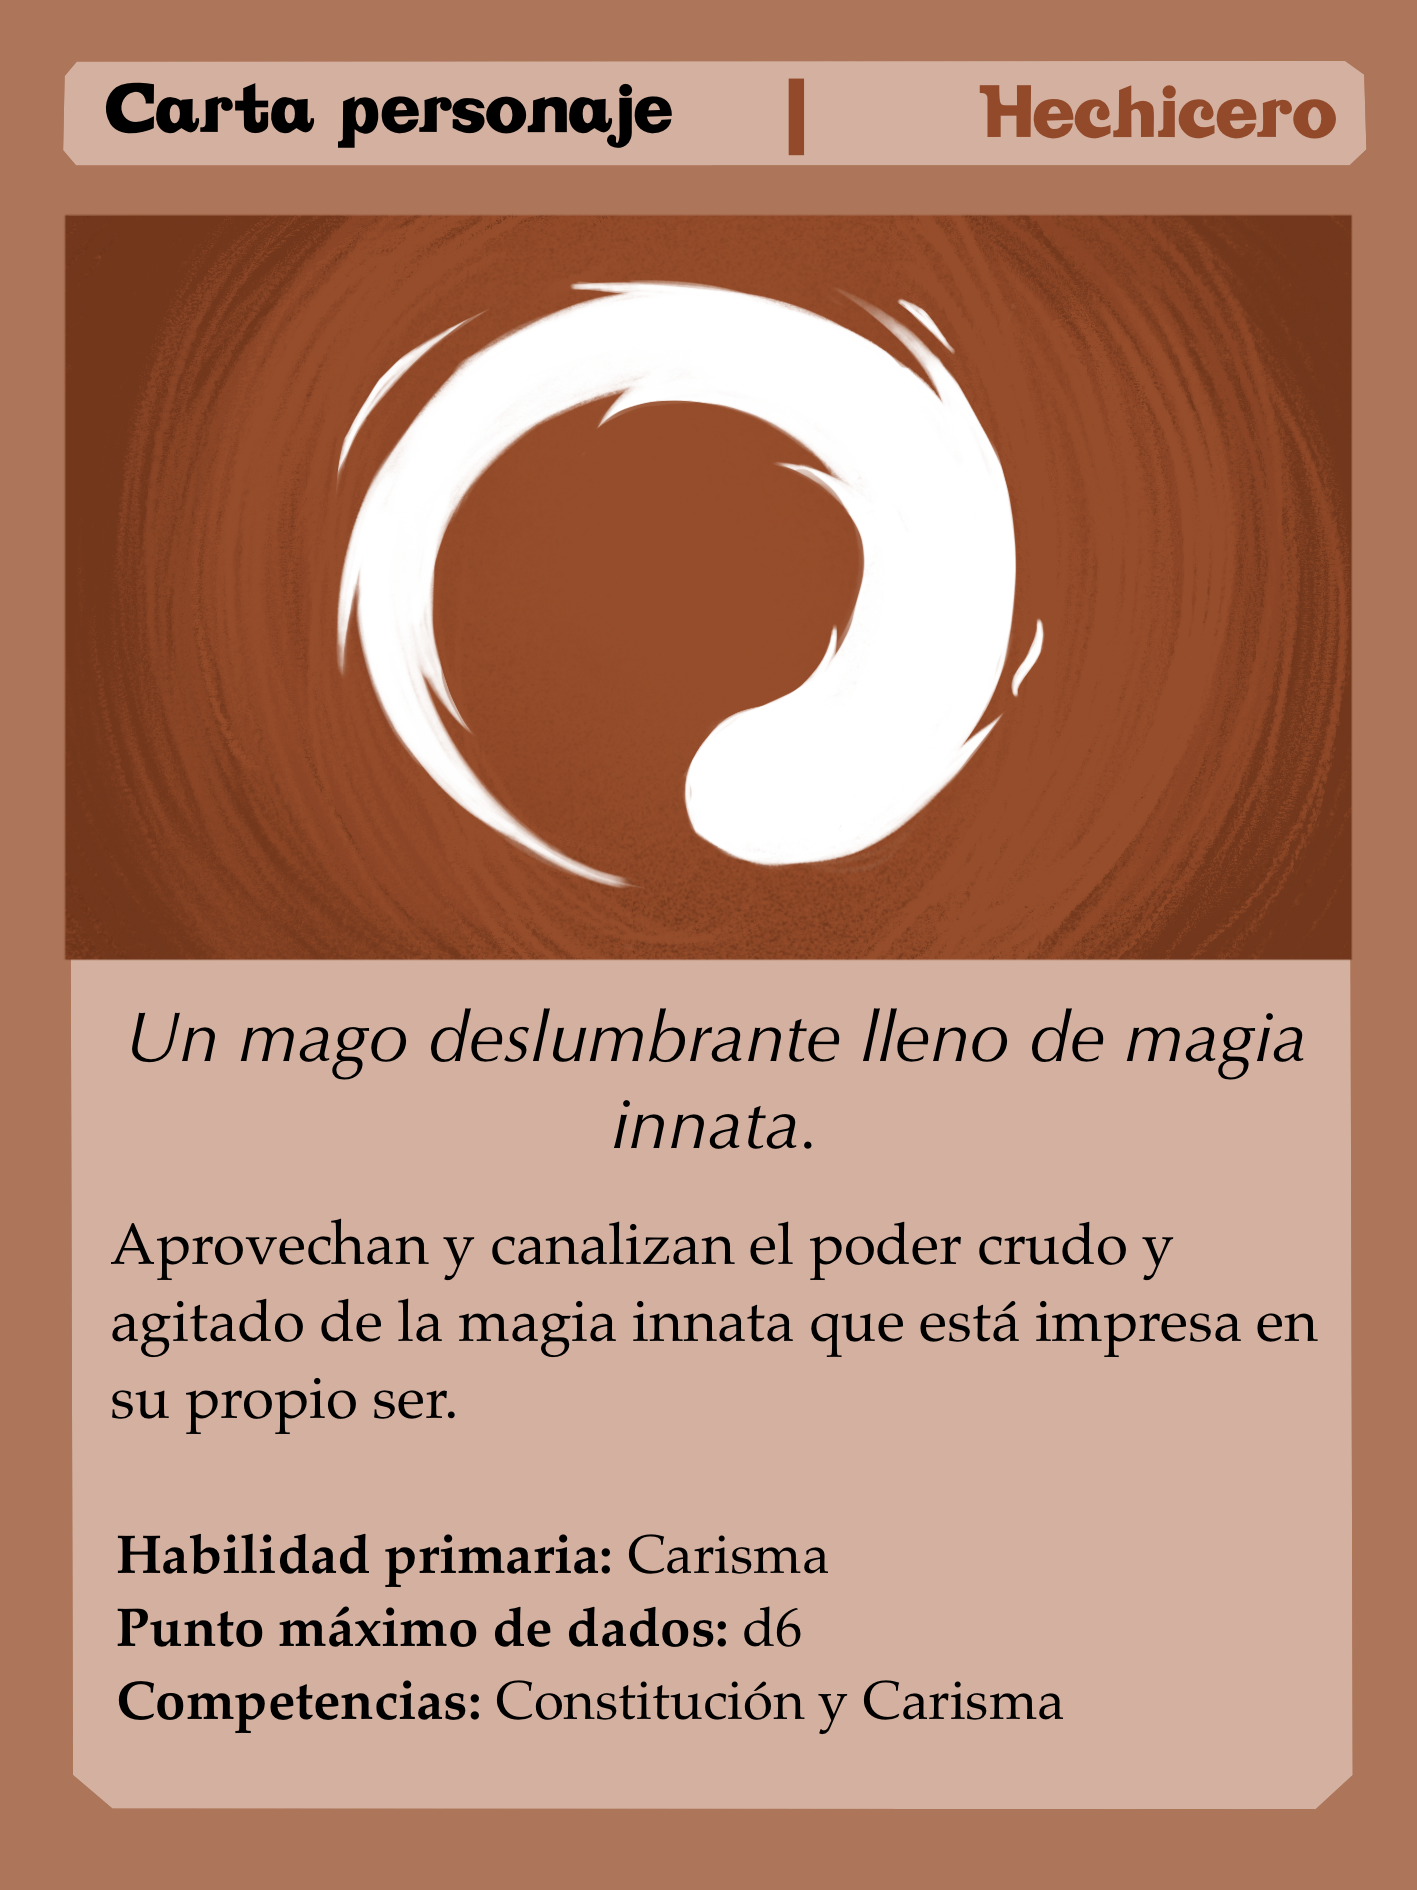 Carta personaje | Hechicero
Un mago deslumbrante lleno de magia
innata.
Aprovechan y canalizan el poder crudo y
agitado de la magia innata que está impresa en
su propio ser.
Habilidad primaria: Carisma
Punto máximo de dados: d6
Competencias: Constitución y Carisma